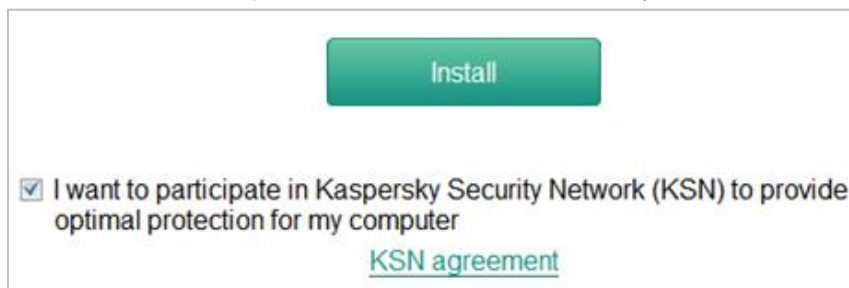 Install
I want to participate in Kaspersky Security Network (KSN) to provide
optimal protection for my computer
KSN agreement